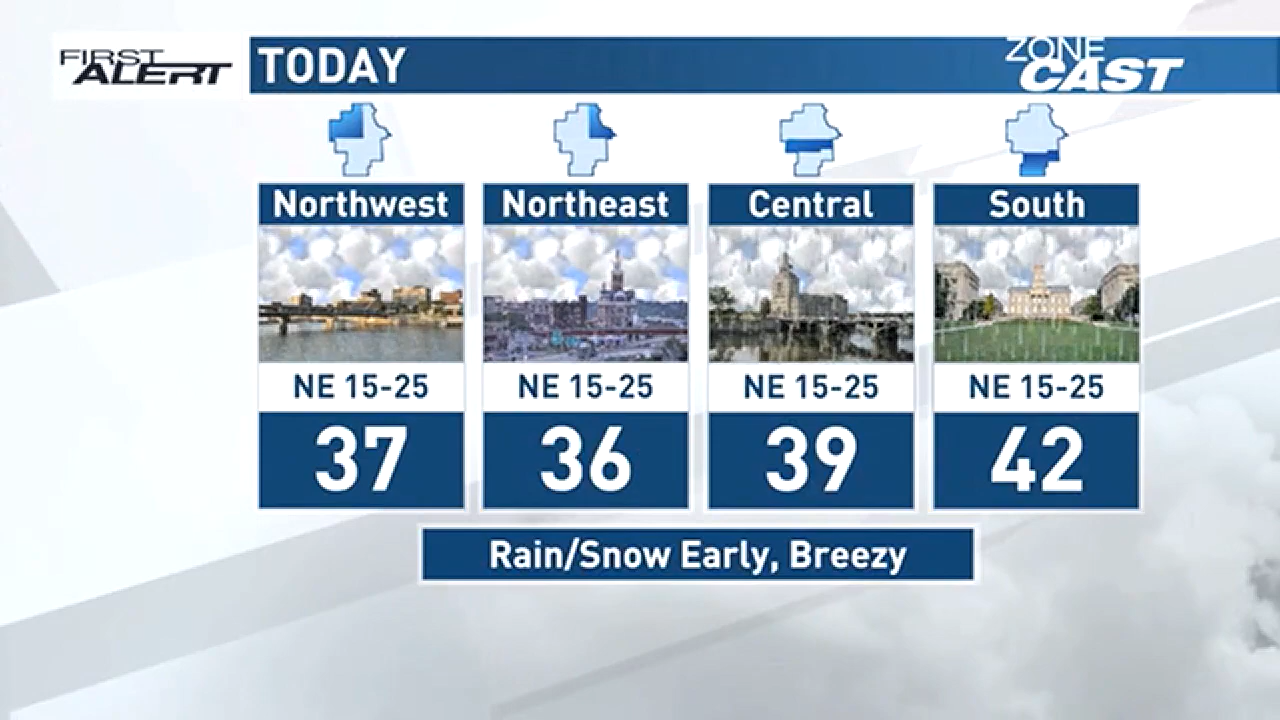 FIRST
ALERT
TODAY
ZONE
CAST
Northwest
Northeast
Central
South
NE 15-25
NE 15-25
NE 15-25
NE 15-25
37
36
39
42
Rain/Snow Early, Breezy